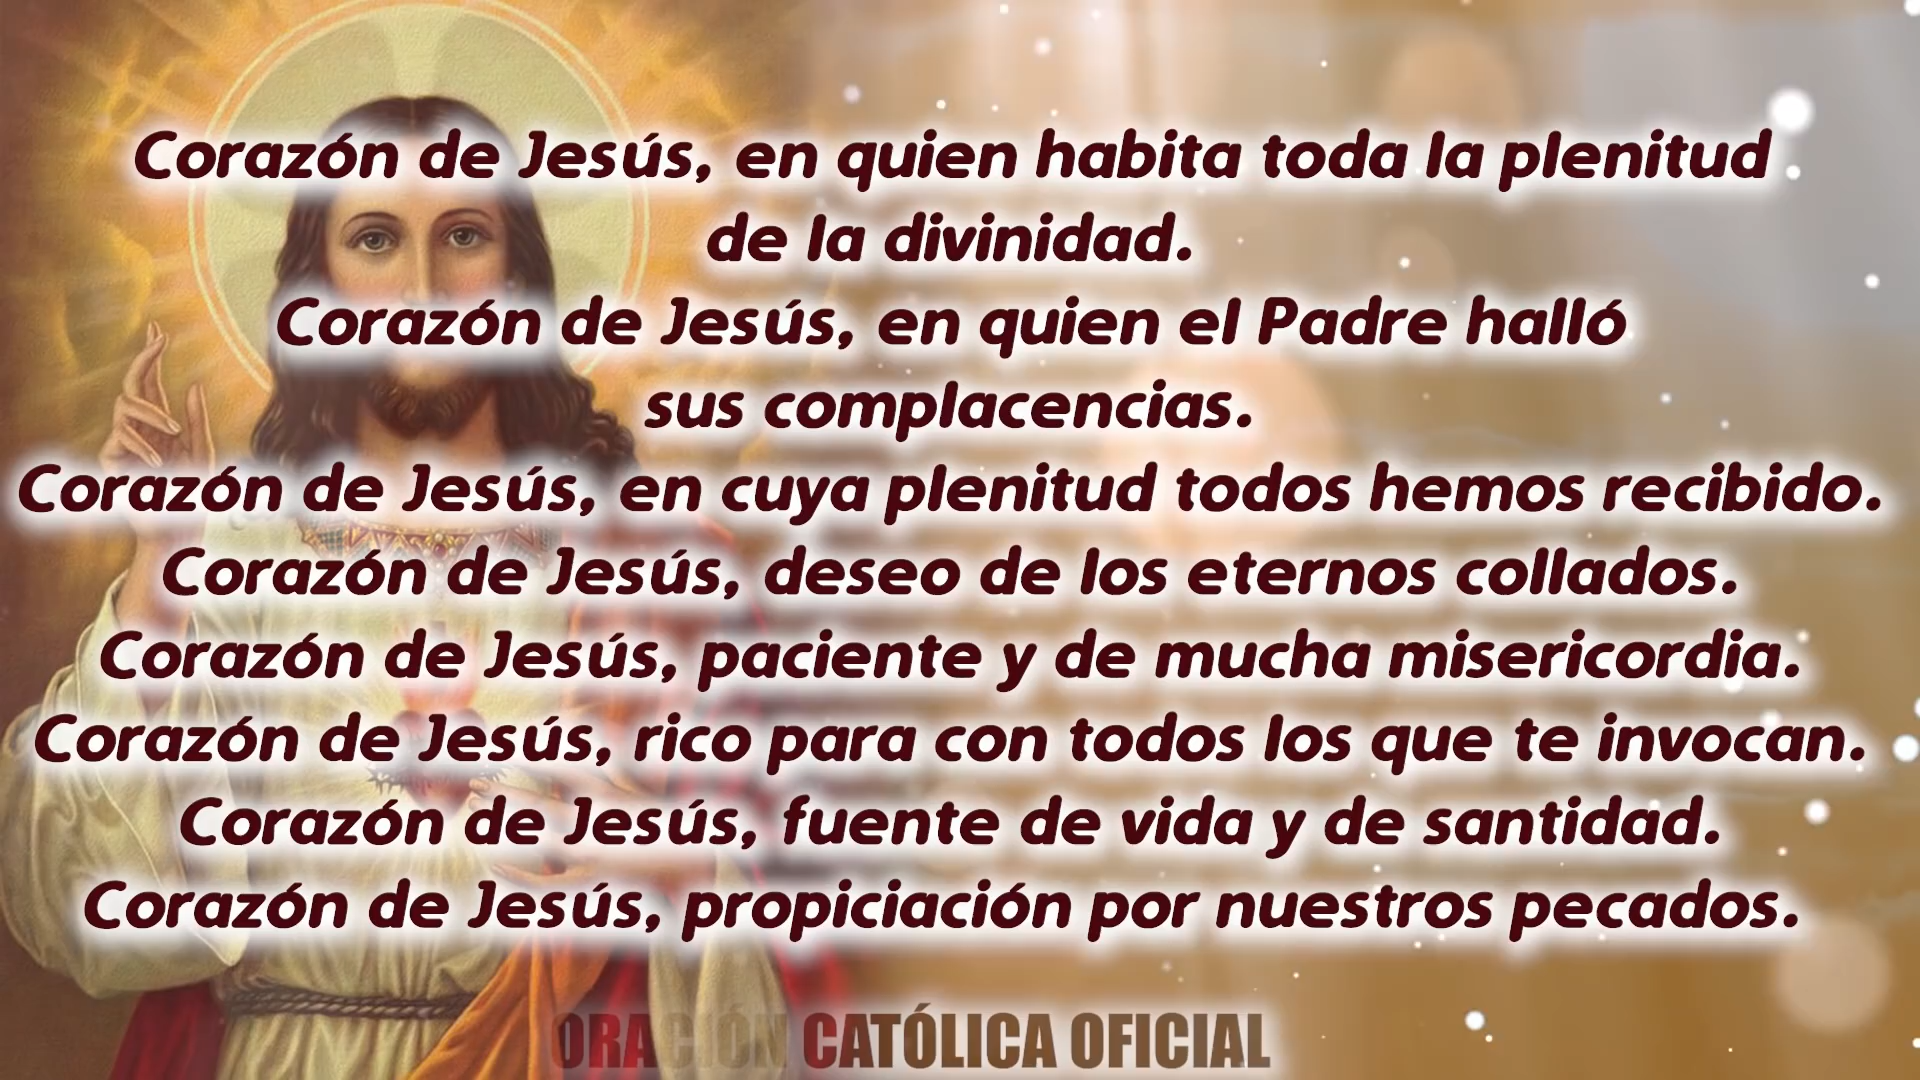 Corazón de Jesús, en quien habita toda la plenitud
de la divinidad.
Corazón de Jesús, en quien el Padre halló
sus complacencias.
Corazón de Jesús, en cuya plenitud todos hemos recibido.
Corazón de Jesús, deseo de los eternos collados.
Corazón de Jesús, paciente y de mucha misericordia.
Corazón de Jesús, rico para con todos los que te invocan.
Corazón de Jesús, fuente de vida y de santidad.
Corazón de Jesús, propiciación por nuestros pecados.
ORACIÓN CATÓLICA OFICIAL